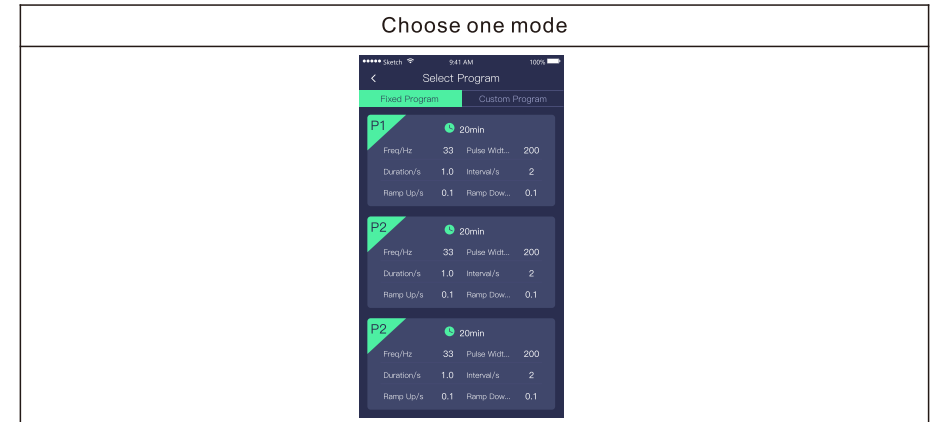 Choose one mode
Sketch 9:41 AM 100%
Select Program
Fixed Program Custom Program
P1 20min
Freq/Hz 33 Pulse Widt... 200
Duration/s 1.0 Interval/s 2
Ramp Up/s 0.1 Ramp Dow... 0.1
P2 20min
Freq/Hz 33 Pulse Widt... 200
Duration/s 1.0 Interval/s 2
Ramp Up/s 0.1 Ramp Dow... 0.1
P2 20min
Freq/Hz 33 Pulse Widt... 200
Duration/s 1.0 Interval/s 2
Ramp Up/s 0.1 Ramp Dow... 0.1